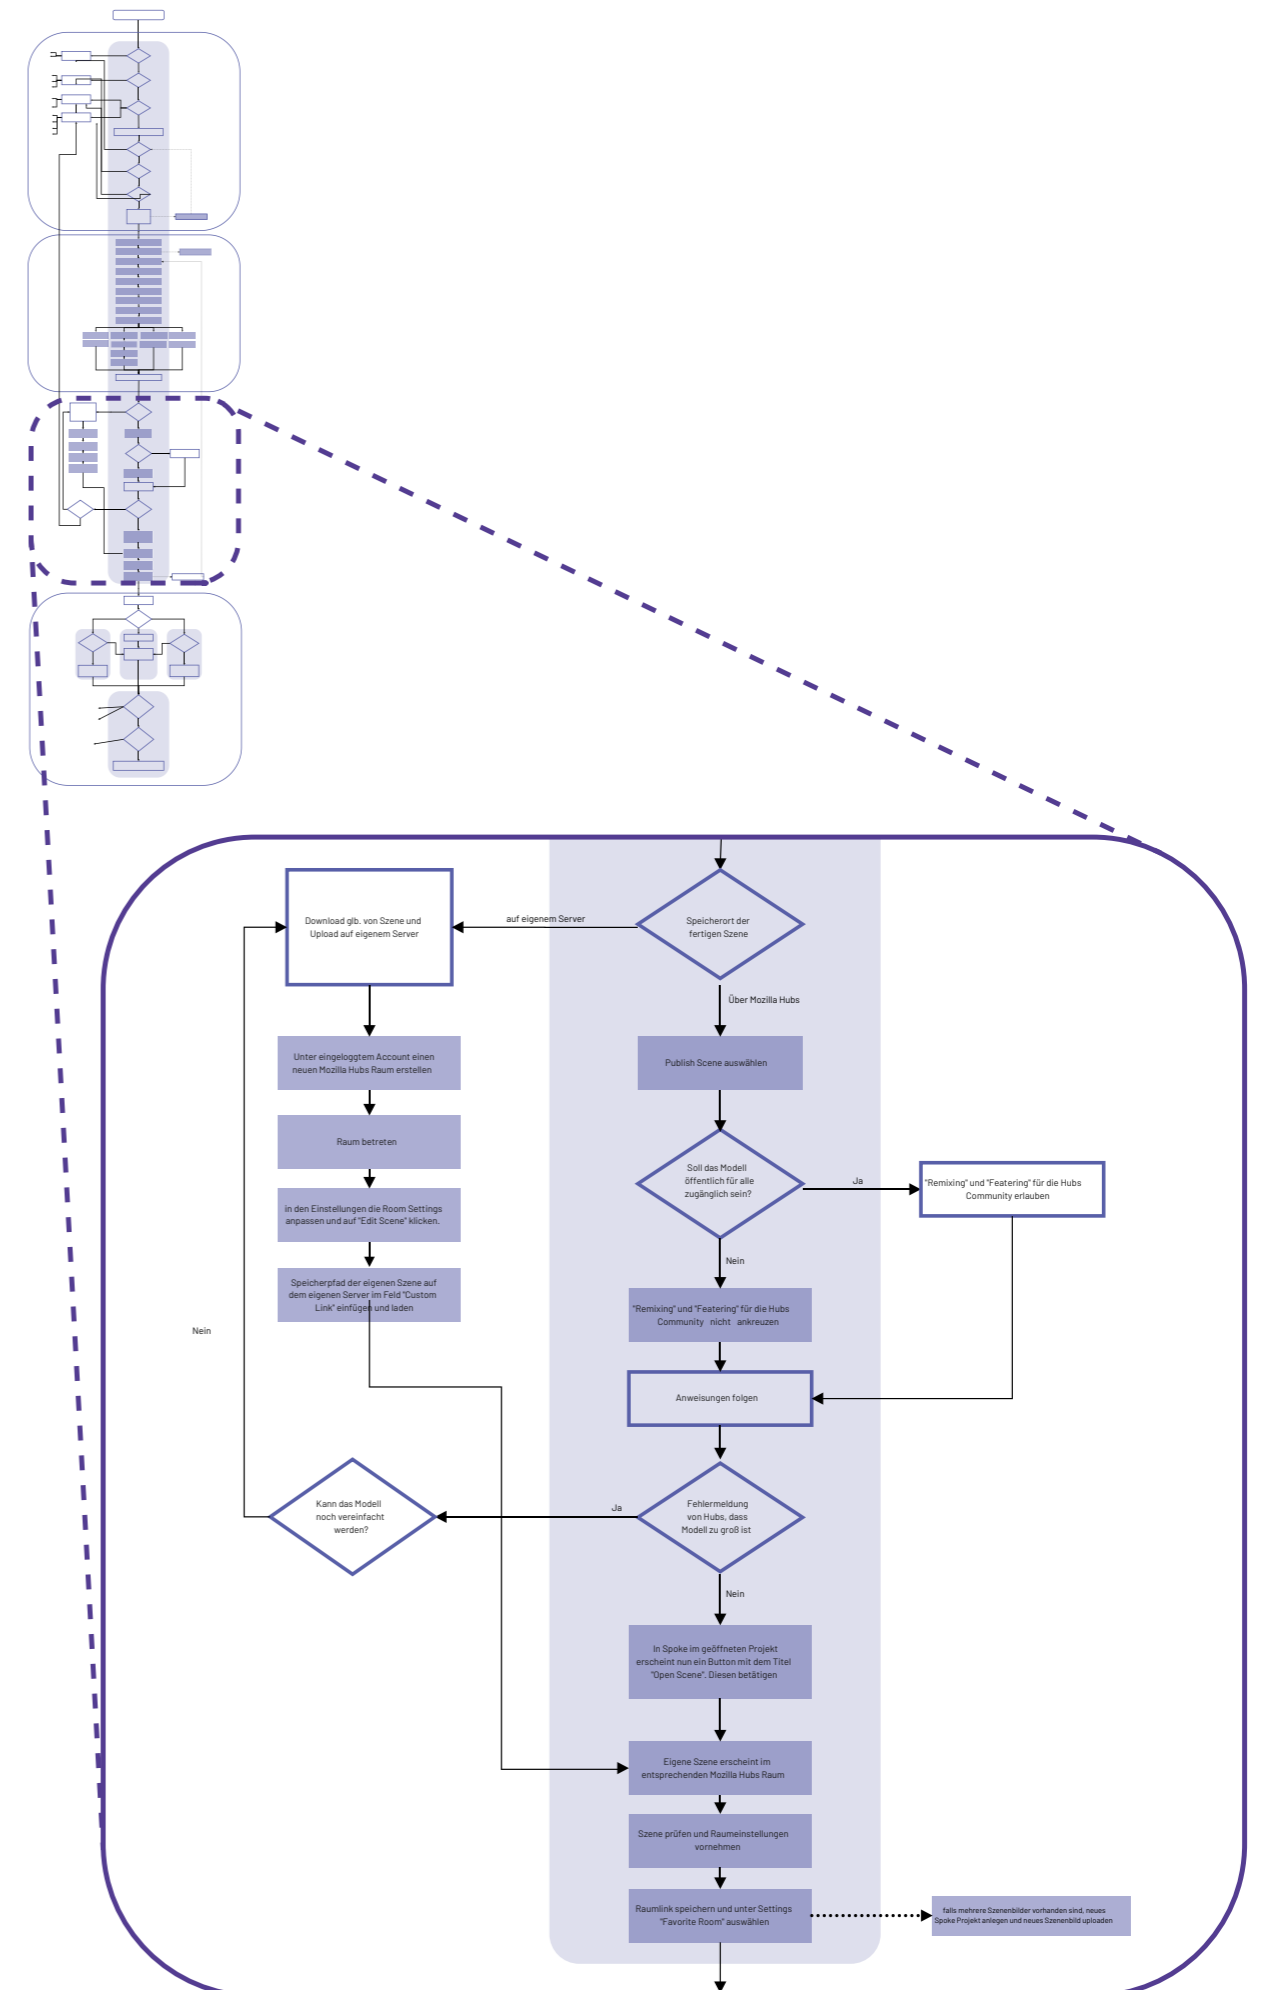 Speicherort der
fertigen Szene
auf eigenem Server
Download glb. von Szene und
Upload auf eigenem Server
Über Mozilla Hubs
Unter eingeloggtem Account einen
neuen Mozilla Hubs Raum erstellen
Publish Scene auswählen
Raum betreten
Soll das Modell
öffentlich für alle
zugänglich sein?
Ja
"Remixing" und "Featering" für die Hubs
Community erlauben
in den Einstellungen die Room Settings
anpassen und auf "Edit Scene" klicken.
Nein
Speicherpfad der eigenen Szene auf
dem eigenen Server im Feld "Custom
Link" einfügen und laden
"Remixing" und "Featering" für die Hubs
Community nicht ankreuzen
Nein
Anweisungen folgen
Kann das Modell
noch vereinfacht
werden?
Ja
Fehlermeldung
von Hubs, dass
Modell zu groß ist
Nein
In Spoke im geöffneten Projekt
erscheint nun ein Button mit dem Titel
"Open Scene". Diesen betätigen
Eigene Szene erscheint im
entsprechenden Mozilla Hubs Raum
Szene prüfen und Raumeinstellungen
vornehmen
Raumlink speichern und unter Settings
"Favorite Room" auswählen
falls mehrere Szenenbilder vorhanden sind, neues
Spoke Projekt anlegen und neues Szenenbild uploaden